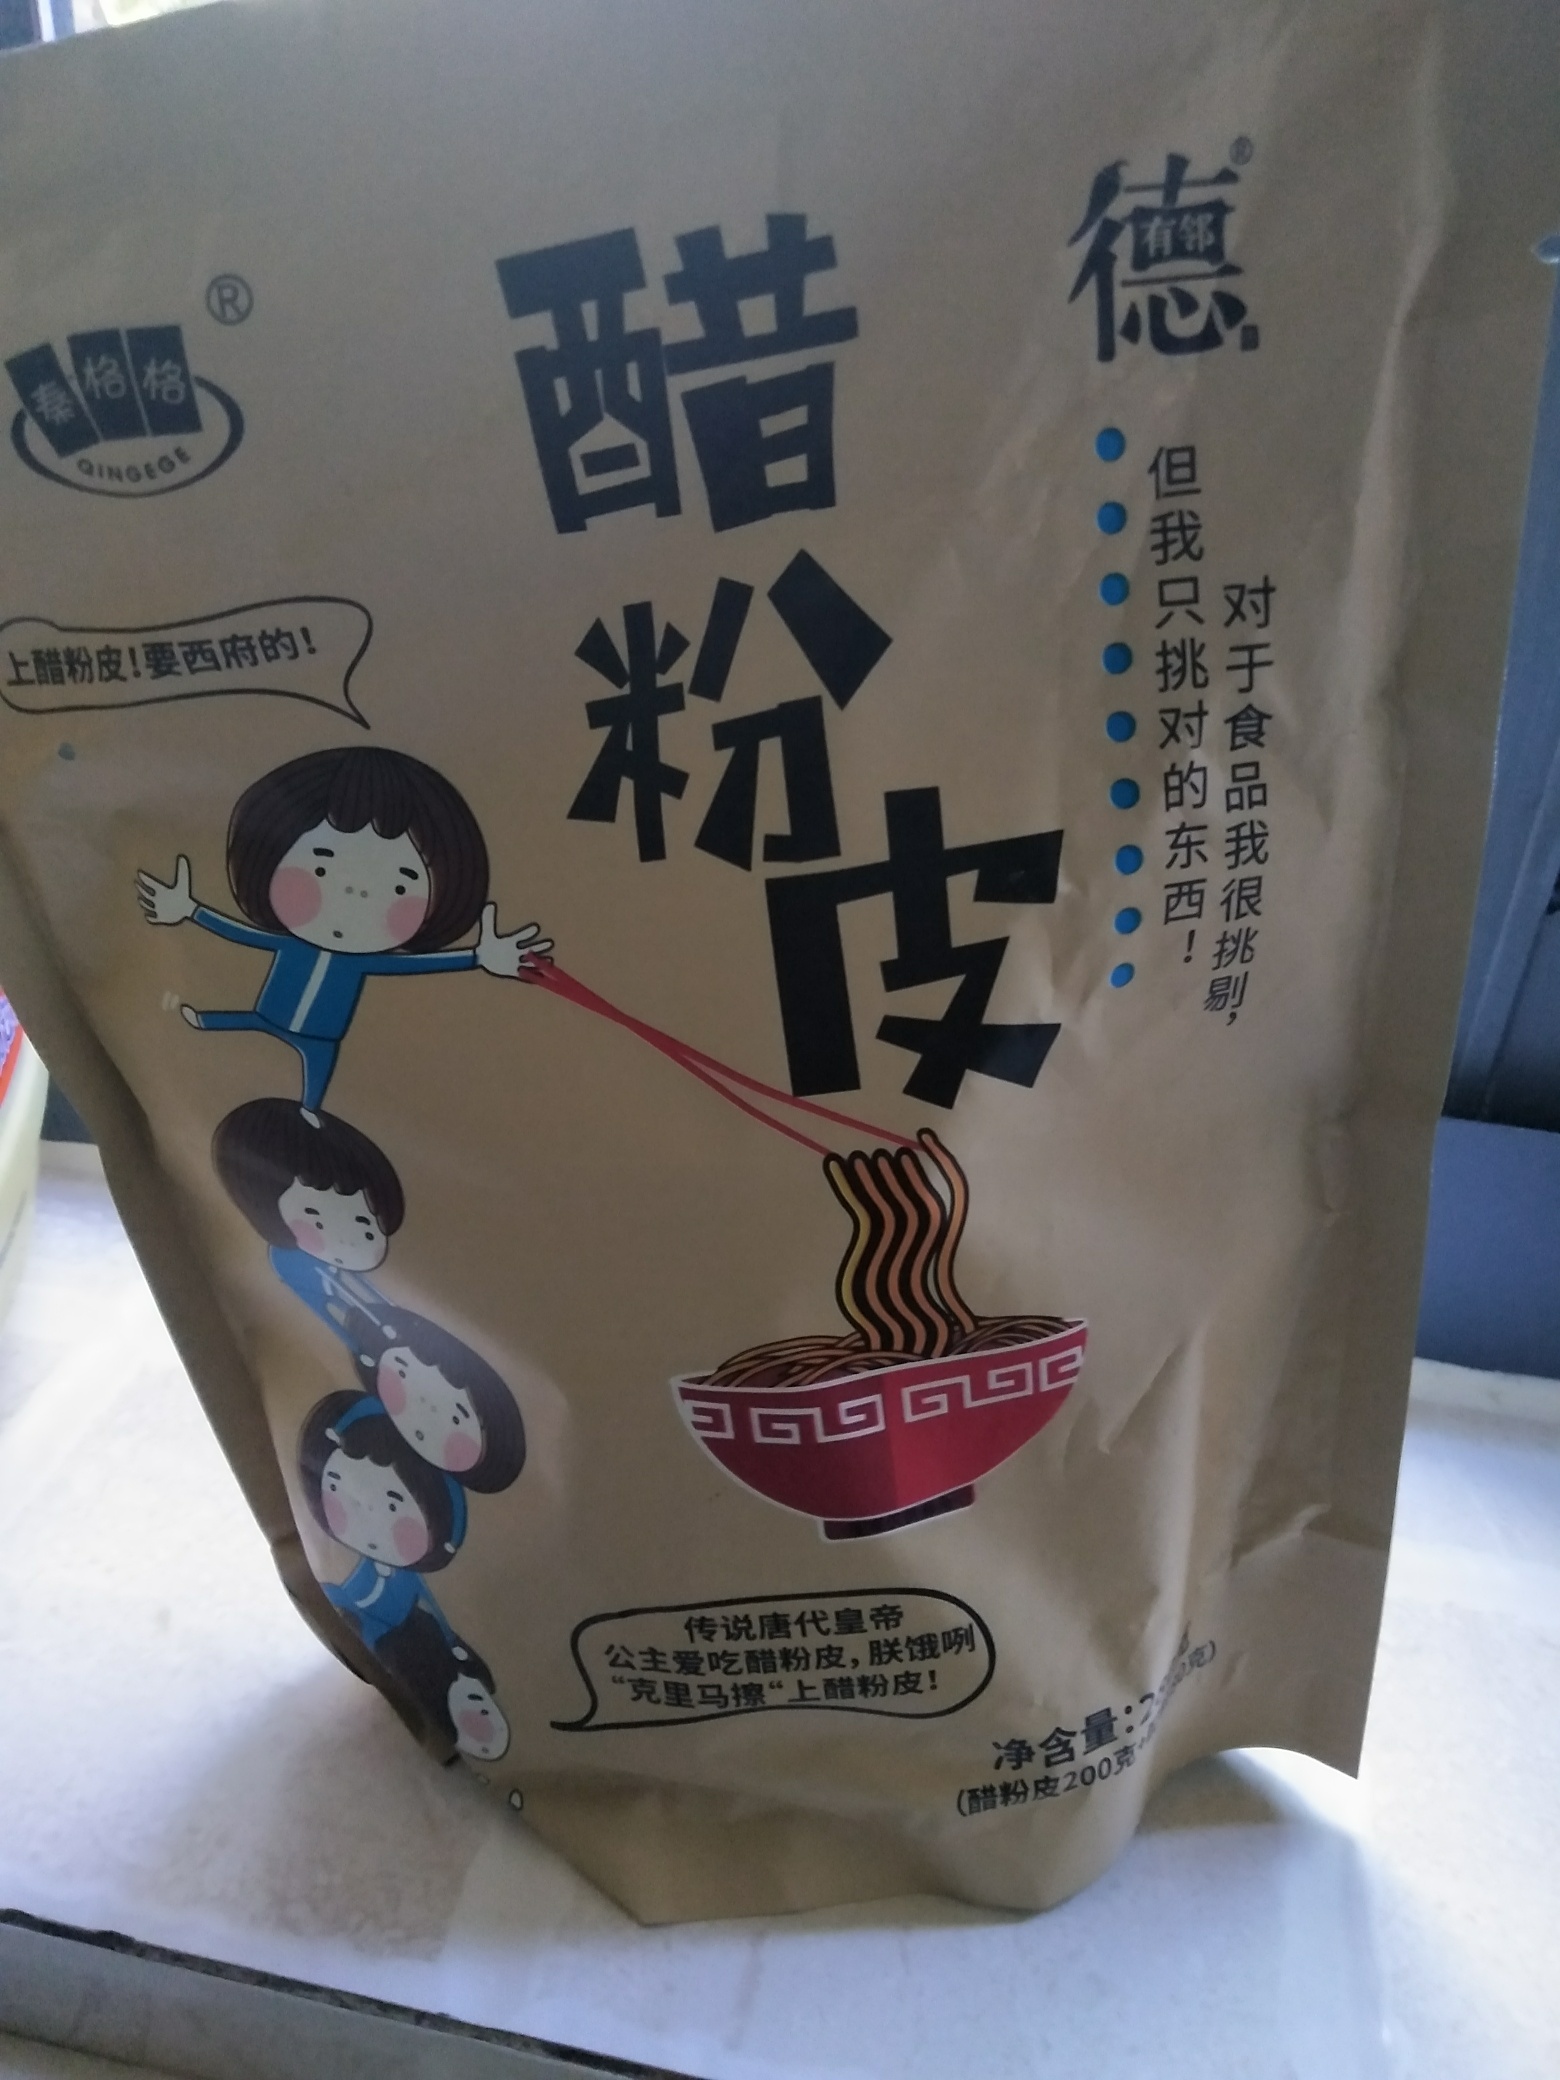 秦格格
®
QINGEGE
醋粉皮
德
有邻
®
对于食品我很挑剔,
但我只挑对的东西!
上醋粉皮!要西府的!
传说唐代皇帝
公主爱吃醋粉皮,朕饿咧
“克里马擦“上醋粉皮!
净含量:2
(醋粉皮200克